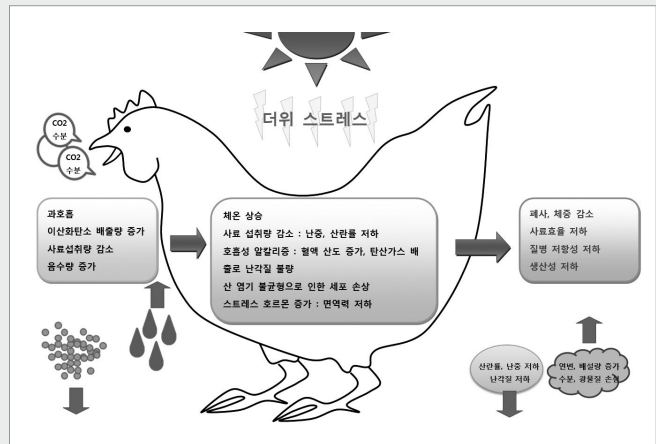 더위 스트레스
CO2
수분
CO2
수분
과호흡
이산화탄소 배출량 증가
사료섭취량 감소
음수량 증가
체온 상승
사료 섭취량 감소 : 난중, 산란률 저하
호흡성 알칼리증 : 혈액 산도 증가, 탄산가스 배
출로 난각질 불량
산 염기 불균형으로 인한 세포 손상
스트레스 호르몬 증가 : 면역력 저하
폐사, 체중 감소
사료효율 저하
질병 저항성 저하
생산성 저하
산란률, 난중 저하
난각질 저하
연변, 배설량 증가
수분, 광물질 손실